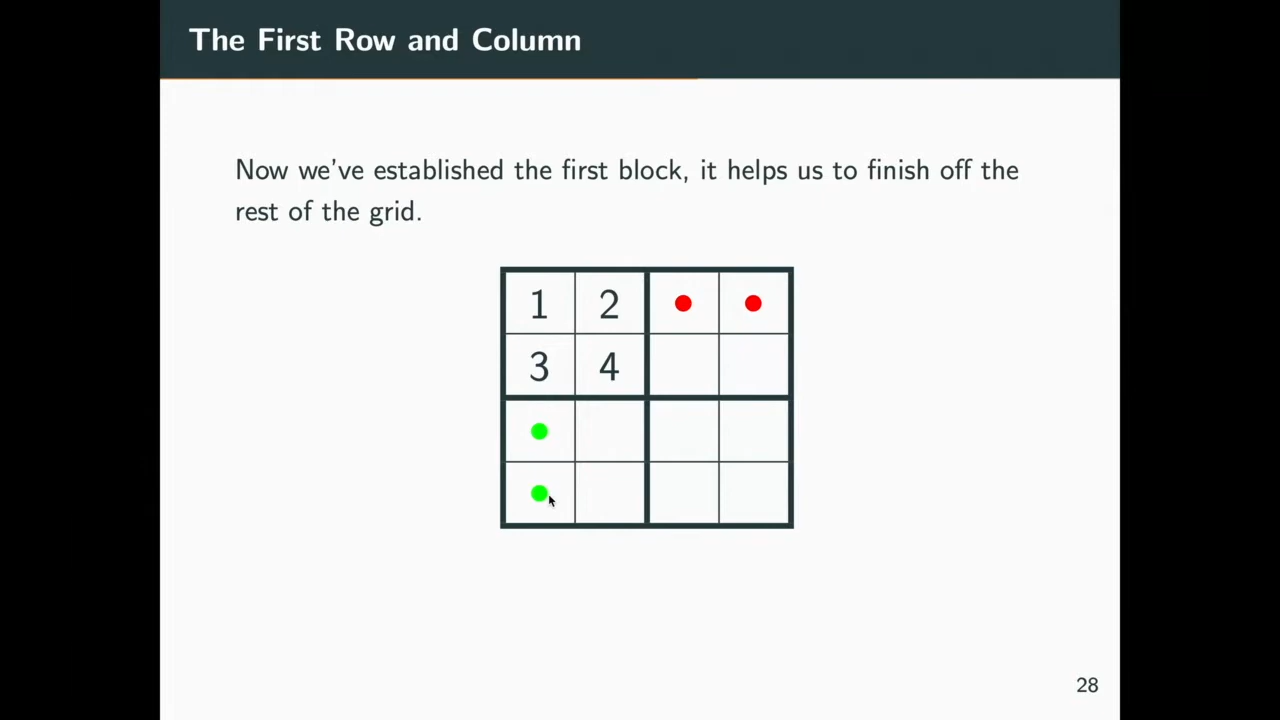 The First Row and Column
Now we've established the first block, it helps us to finish off the
rest of the grid.
1 2
3 4
28